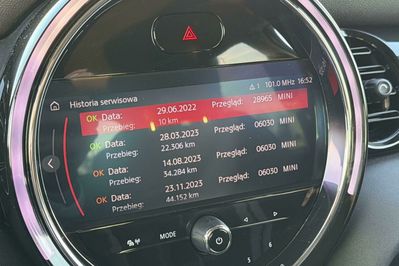 ⚠1 101.0 MHz 16:52
Historia serwisowa
OK Data: 29.06.2022 Przegląd: 28965 MINI
Przebieg: 10 km
OK Data: 28.03.2023 Przegląd: 06030 MINI
Przebieg: 22.306 km
OK Data: 14.08.2023 Przegląd: 06030 MINI
Przebieg: 34.284 km
OK Data: 23.11.2023 Przegląd: 06030 MINI
Przebieg: 44.152 km
MODE
5
6